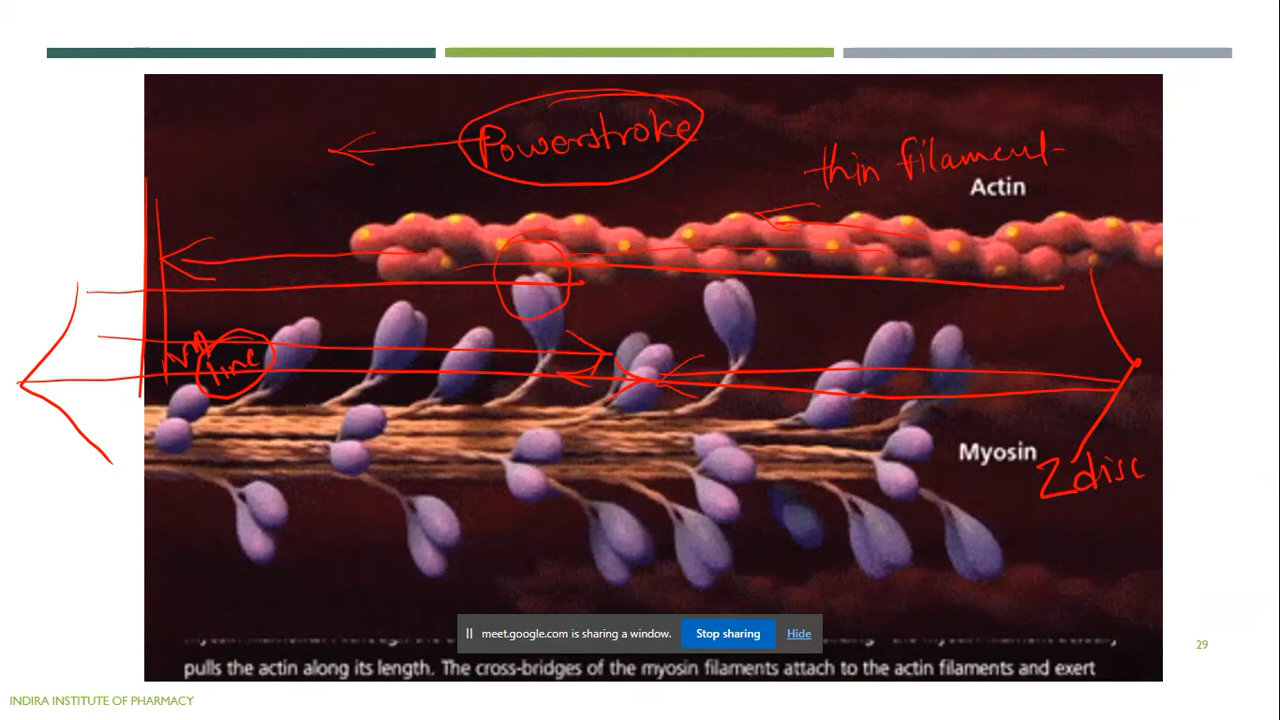 Powerstroke
thin filament
Actin
line
Myosin
Z disc
meet.google.com is sharing a window. Stop sharing Hide
29
pulls the actin along its length. The cross-bridges of the myosin filaments attach to the actin filaments and exert
INDIRA INSTITUTE OF PHARMACY